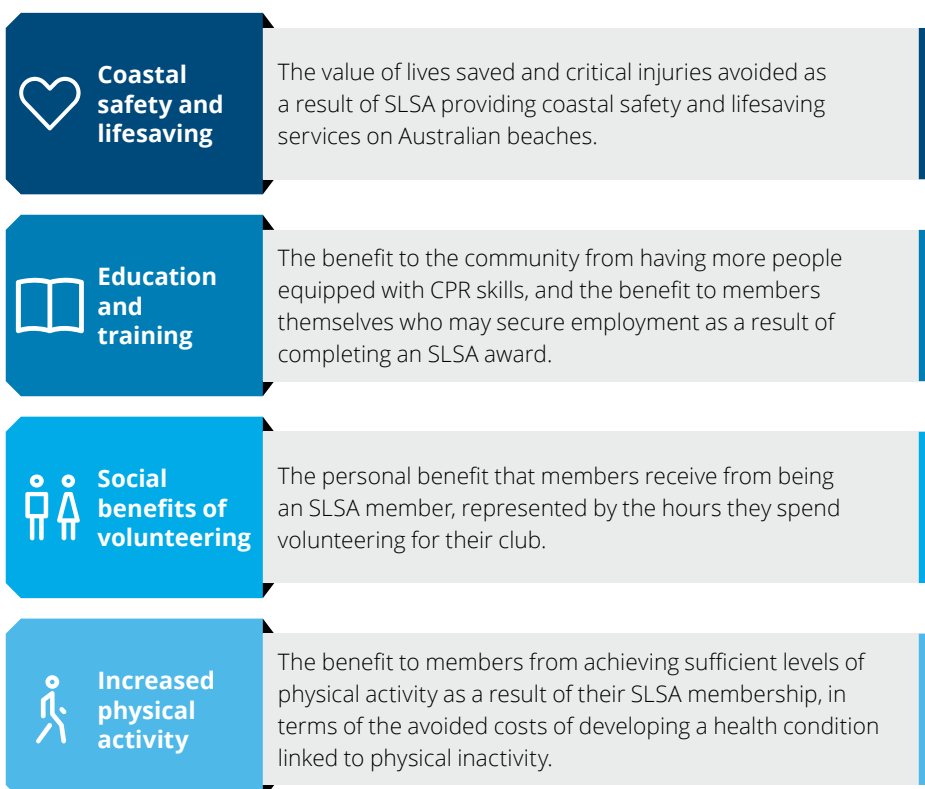 Coastal
safety and
lifesaving
The value of lives saved and critical injuries avoided as
a result of SLSA providing coastal safety and lifesaving
services on Australian beaches.
Education
and
training
The benefit to the community from having more people
equipped with CPR skills, and the benefit to members
themselves who may secure employment as a result of
completing an SLSA award.
Social
benefits of
volunteering
The personal benefit that members receive from being
an SLSA member, represented by the hours they spend
volunteering for their club.
Increased
physical
activity
The benefit to members from achieving sufficient levels of
physical activity as a result of their SLSA membership, in
terms of the avoided costs of developing a health condition
linked to physical inactivity.